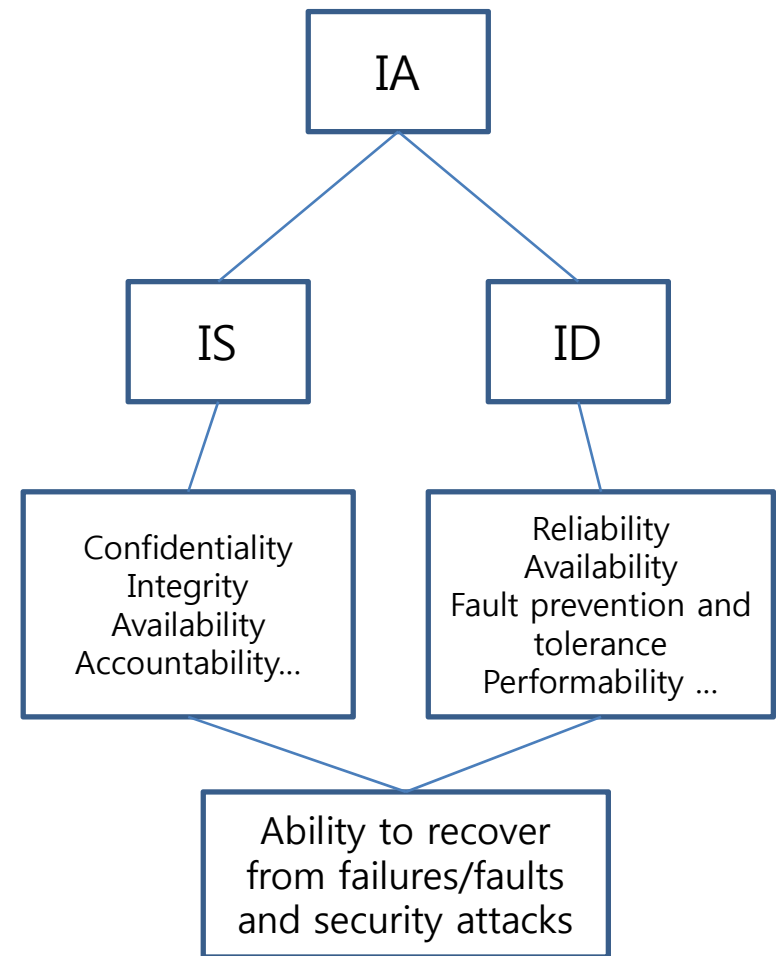 IA
IS
ID
Confidentiality
Integrity
Availability
Accountability...
Reliability
Availability
Fault prevention and
tolerance
Performability ...
Ability to recover
from failures/faults
and security attacks